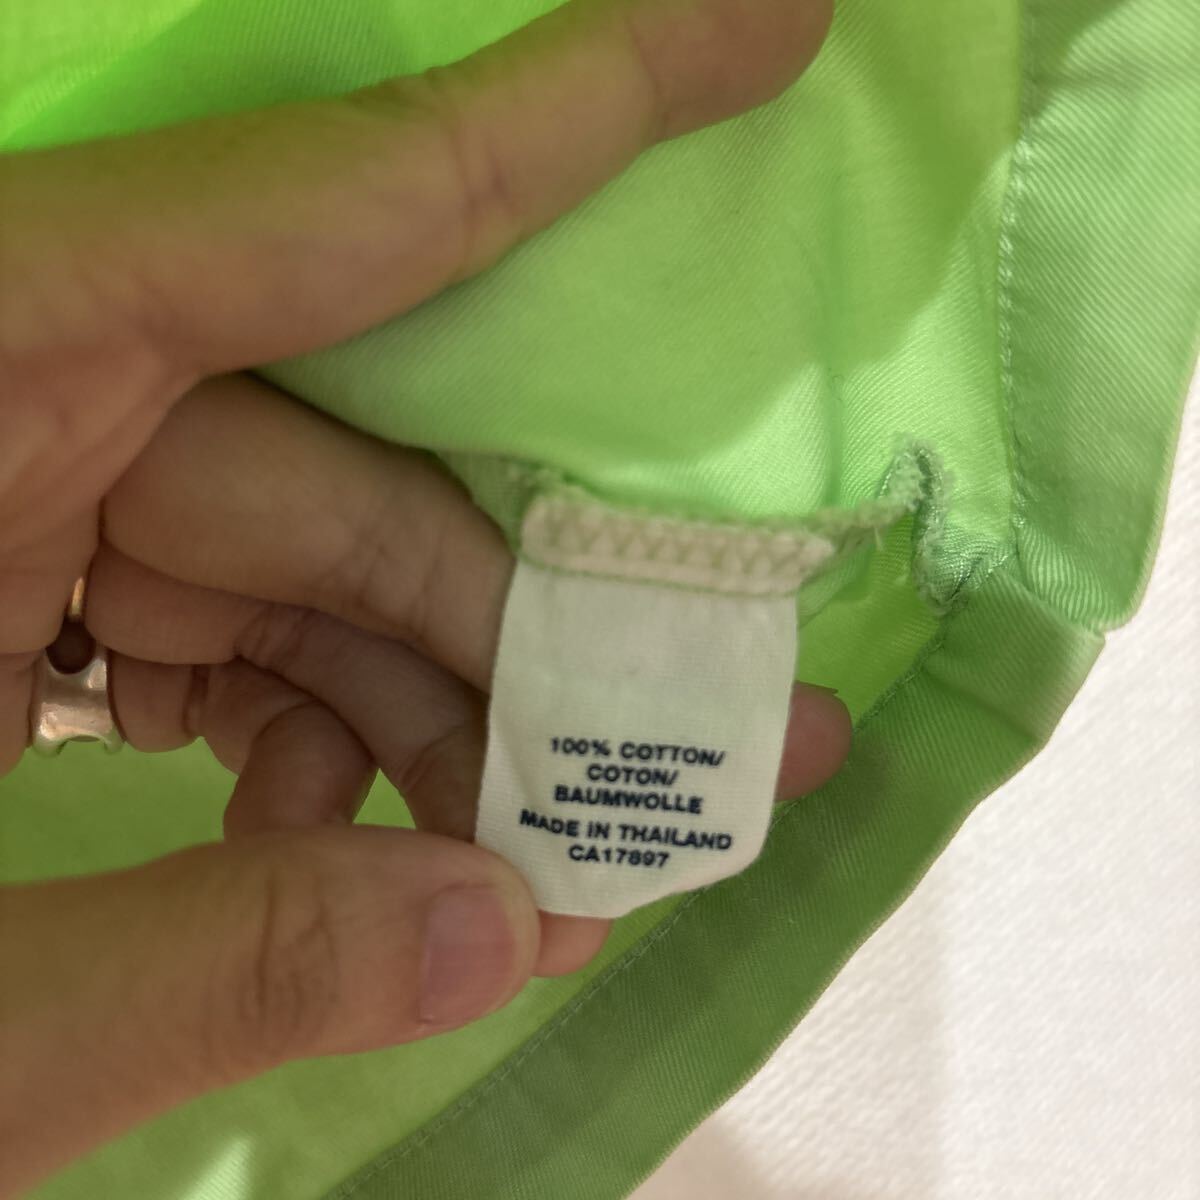 100% COTTON/
COTON/
BAUMWOLLE
MADE IN THAILAND
CA17897